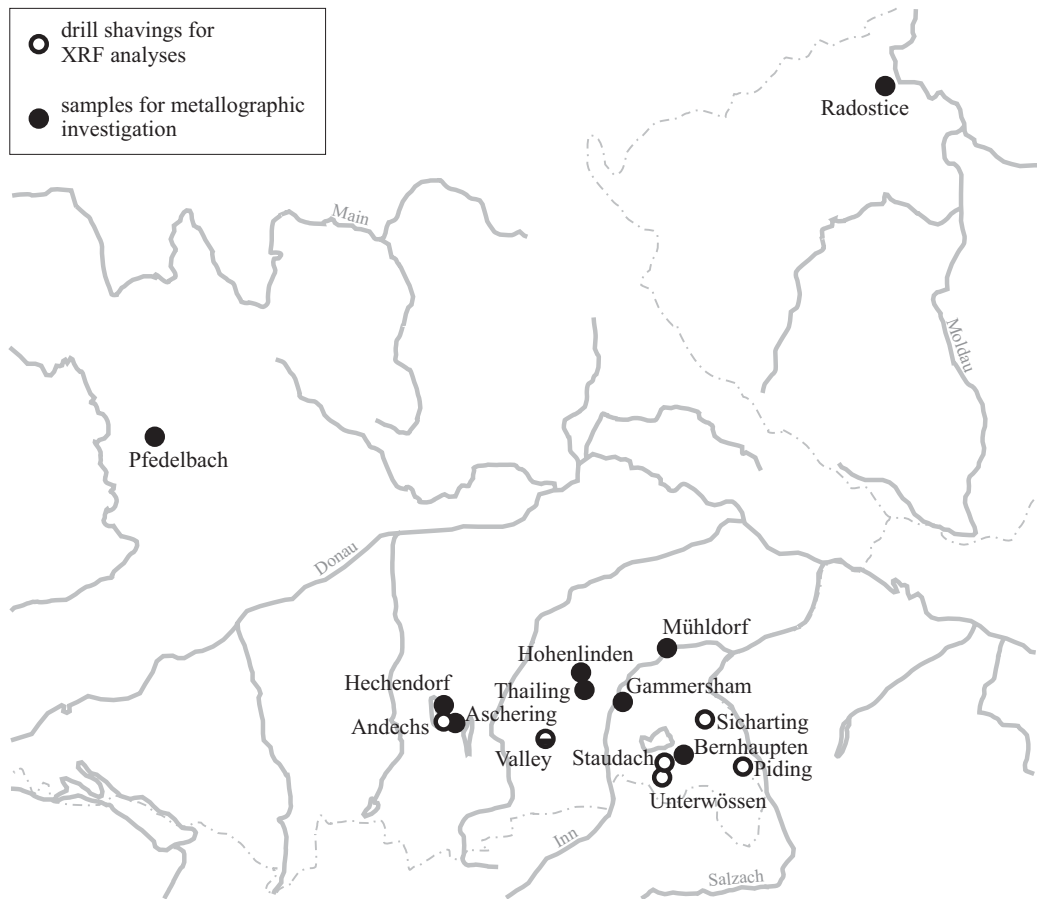 drill shavings for
XRF analyses
samples for metallographic
investigation
Radostice
Main
Moldau
Pfedelbach
Donau
Mühldorf
Hohenlinden
Hechendorf
Thailing
Gammersham
Aschering
Andechs
Sicharting
Valley
Staudach
Bernhaupten
Piding
Unterwössen
Inn
Salzach